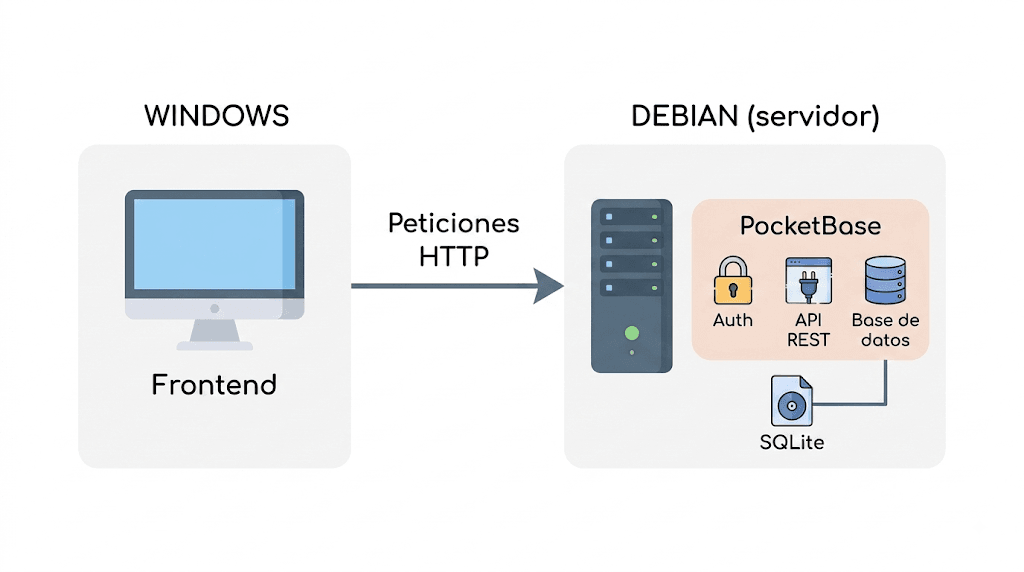 WINDOWS
Frontend
Peticiones
HTTP
DEBIAN (servidor)
PocketBase
Auth
API
REST
Base de
datos
SQLite